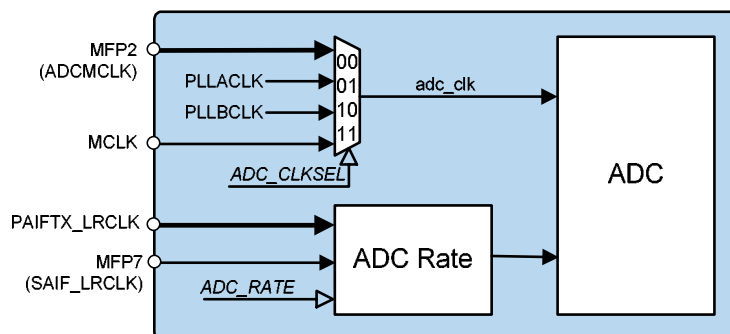 MFP2
(ADCMCLK)
00
PLLACLK
01
adc_clk
PLLBCLK
10
MCLK
11
ADC_CLKSEL
ADC
PAIFTX_LRCLK
ADC Rate
MFP7
(SAIF_LRCLK)
ADC_RATE